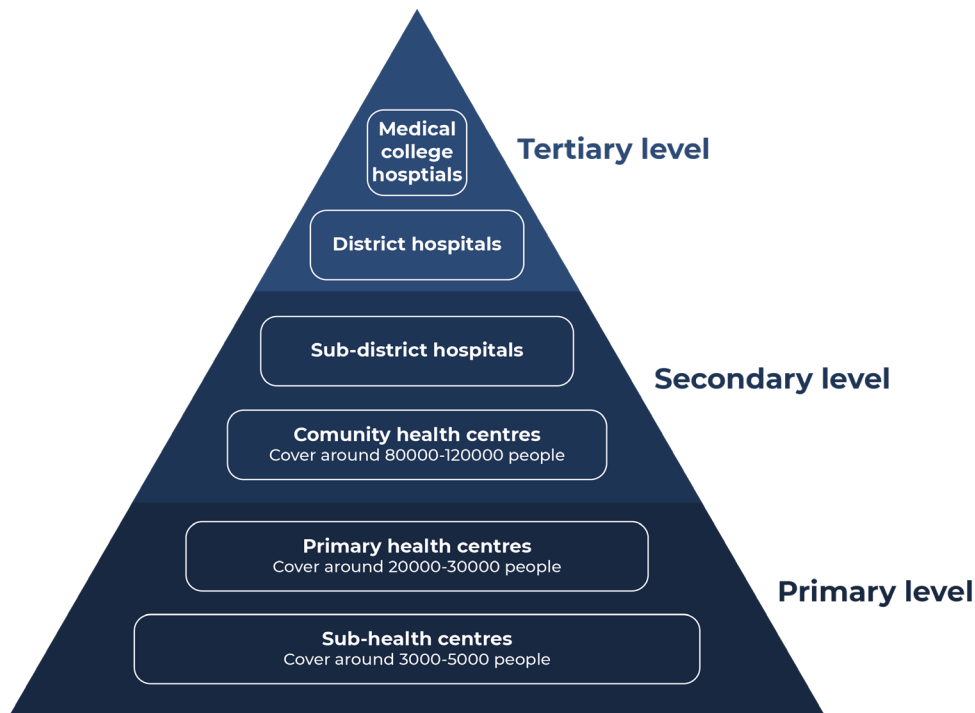 Medical
college
hosptials
Tertiary level
District hospitals
Sub-district hospitals
Secondary level
Comunity health centres
Cover around 80000-120000 people
Primary health centres
Cover around 20000-30000 people
Primary level
Sub-health centres
Cover around 3000-5000 people